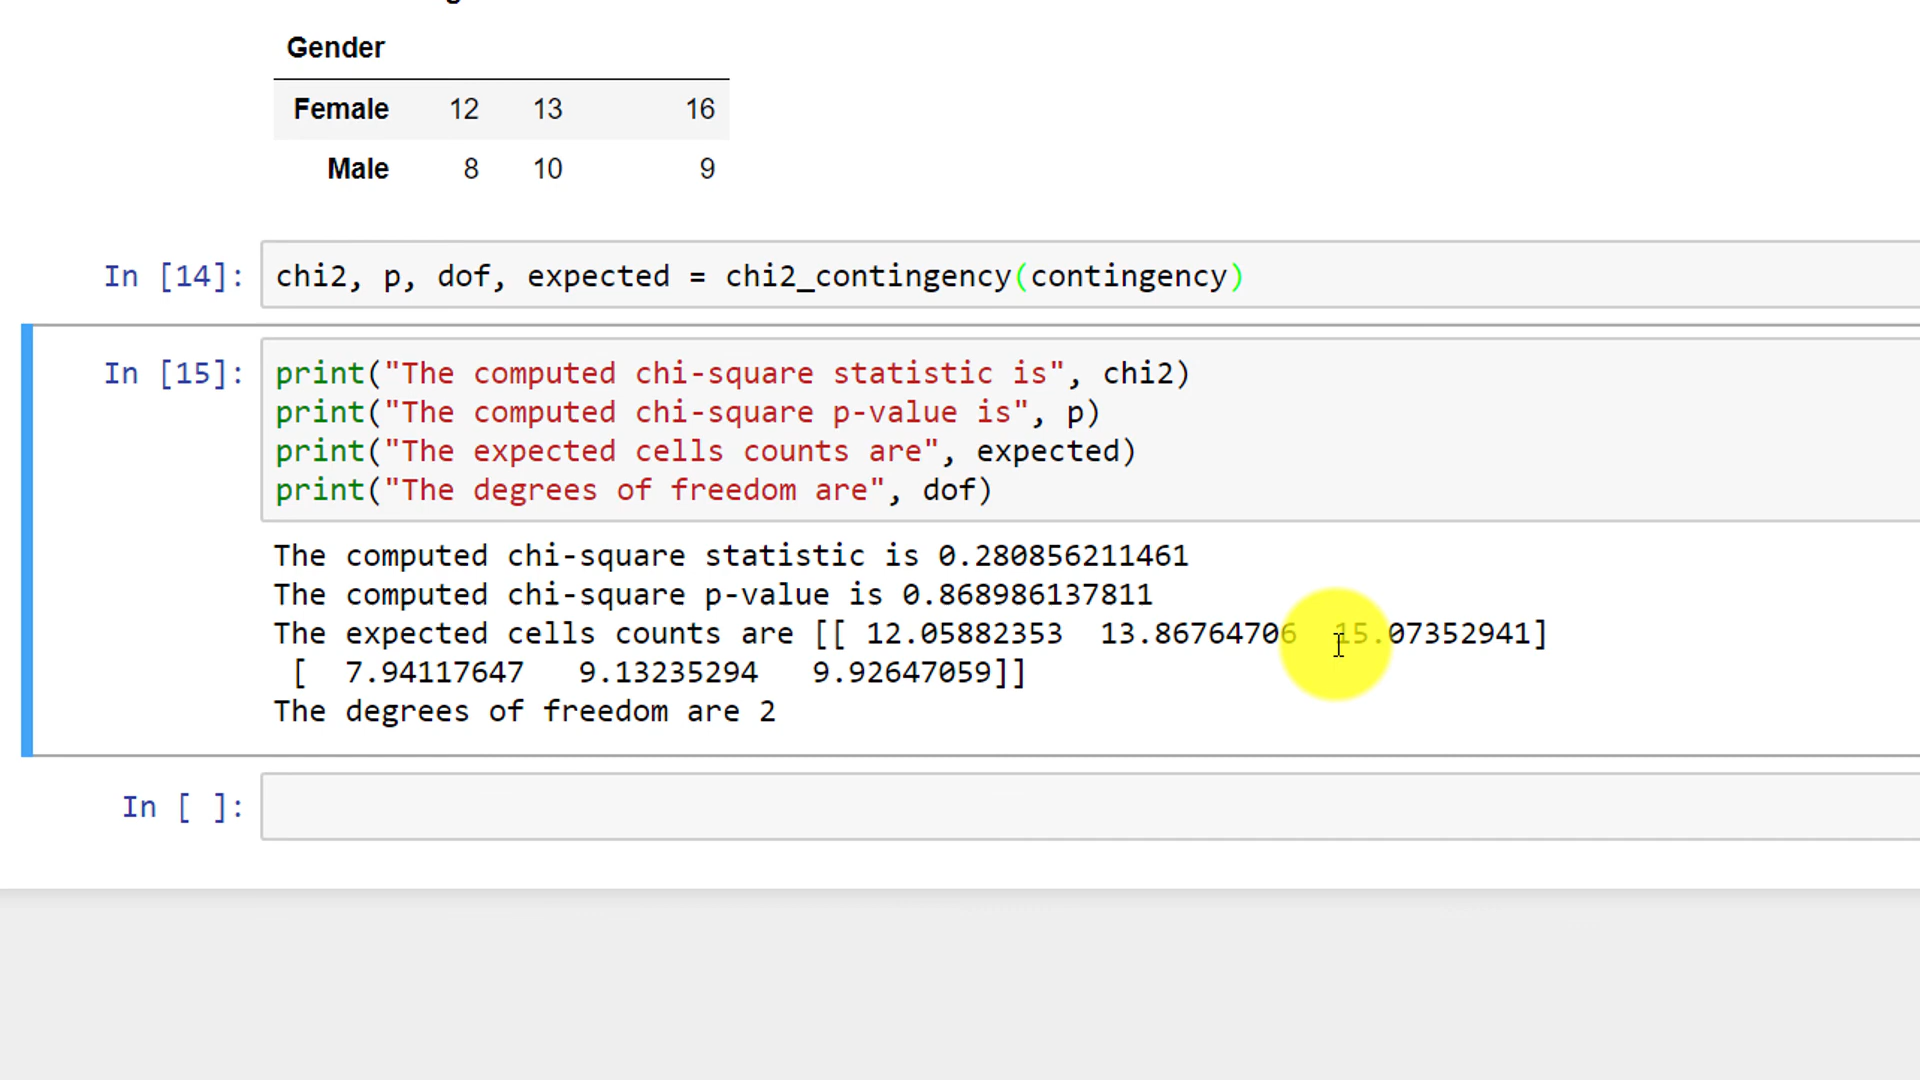 Gender
Female 12 13 16
Male 8 10 9
In [14]: chi2, p, dof, expected = chi2_contingency(contingency)
In [15]: print("The computed chi-square statistic is", chi2)
print("The computed chi-square p-value is", p)
print("The expected cells counts are", expected)
print("The degrees of freedom are", dof)
The computed chi-square statistic is 0.280856211461
The computed chi-square p-value is 0.868986137811
The expected cells counts are [[ 12.05882353 13.86764706 15.07352941]
[ 7.94117647 9.13235294 9.92647059]]
The degrees of freedom are 2
In [ ]: